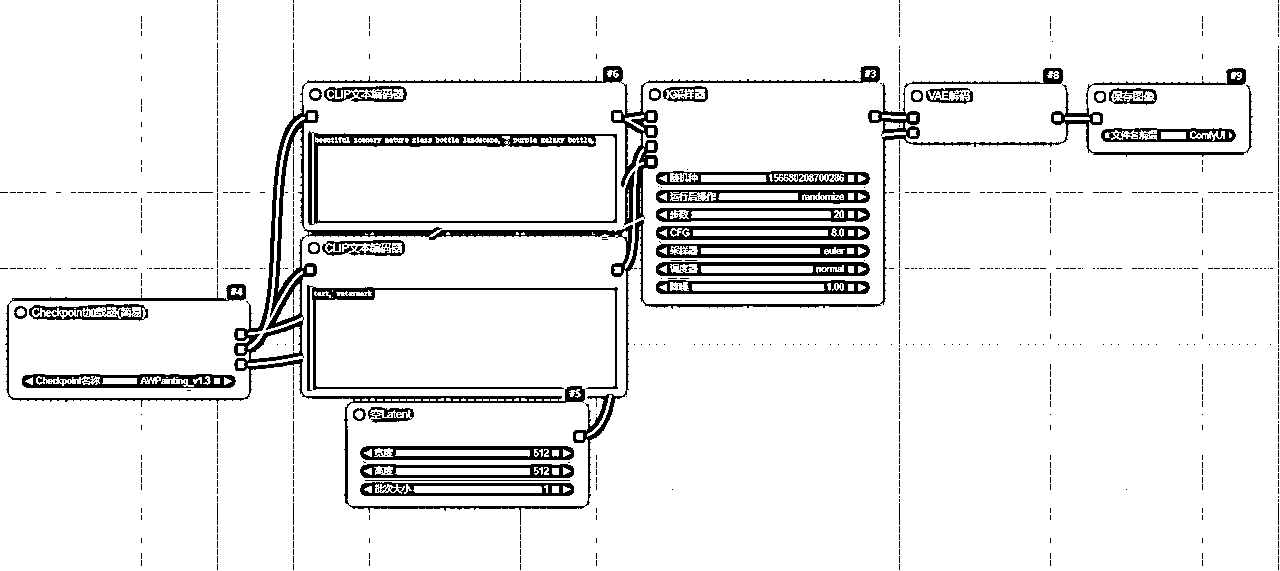 #6
CLIP文本编码器
beautiful scenery nature glass bottle landscape, , purple galaxy bottle,
CLIP文本编码器
text, watermark
#4
Checkpoint加载器(简易)
Checkpoint名称 AWPainting_v1.3
#5
空Latent
宽度 512
高度 512
批次大小 1
#3
K采样器
随机种 156680208700286
运行后操作 randomize
步数 20
CFG 8.0
采样器 euler
调度器 normal
降噪 1.00
#8
VAE解码
#9
保存图像
文件名前缀 ComfyUI